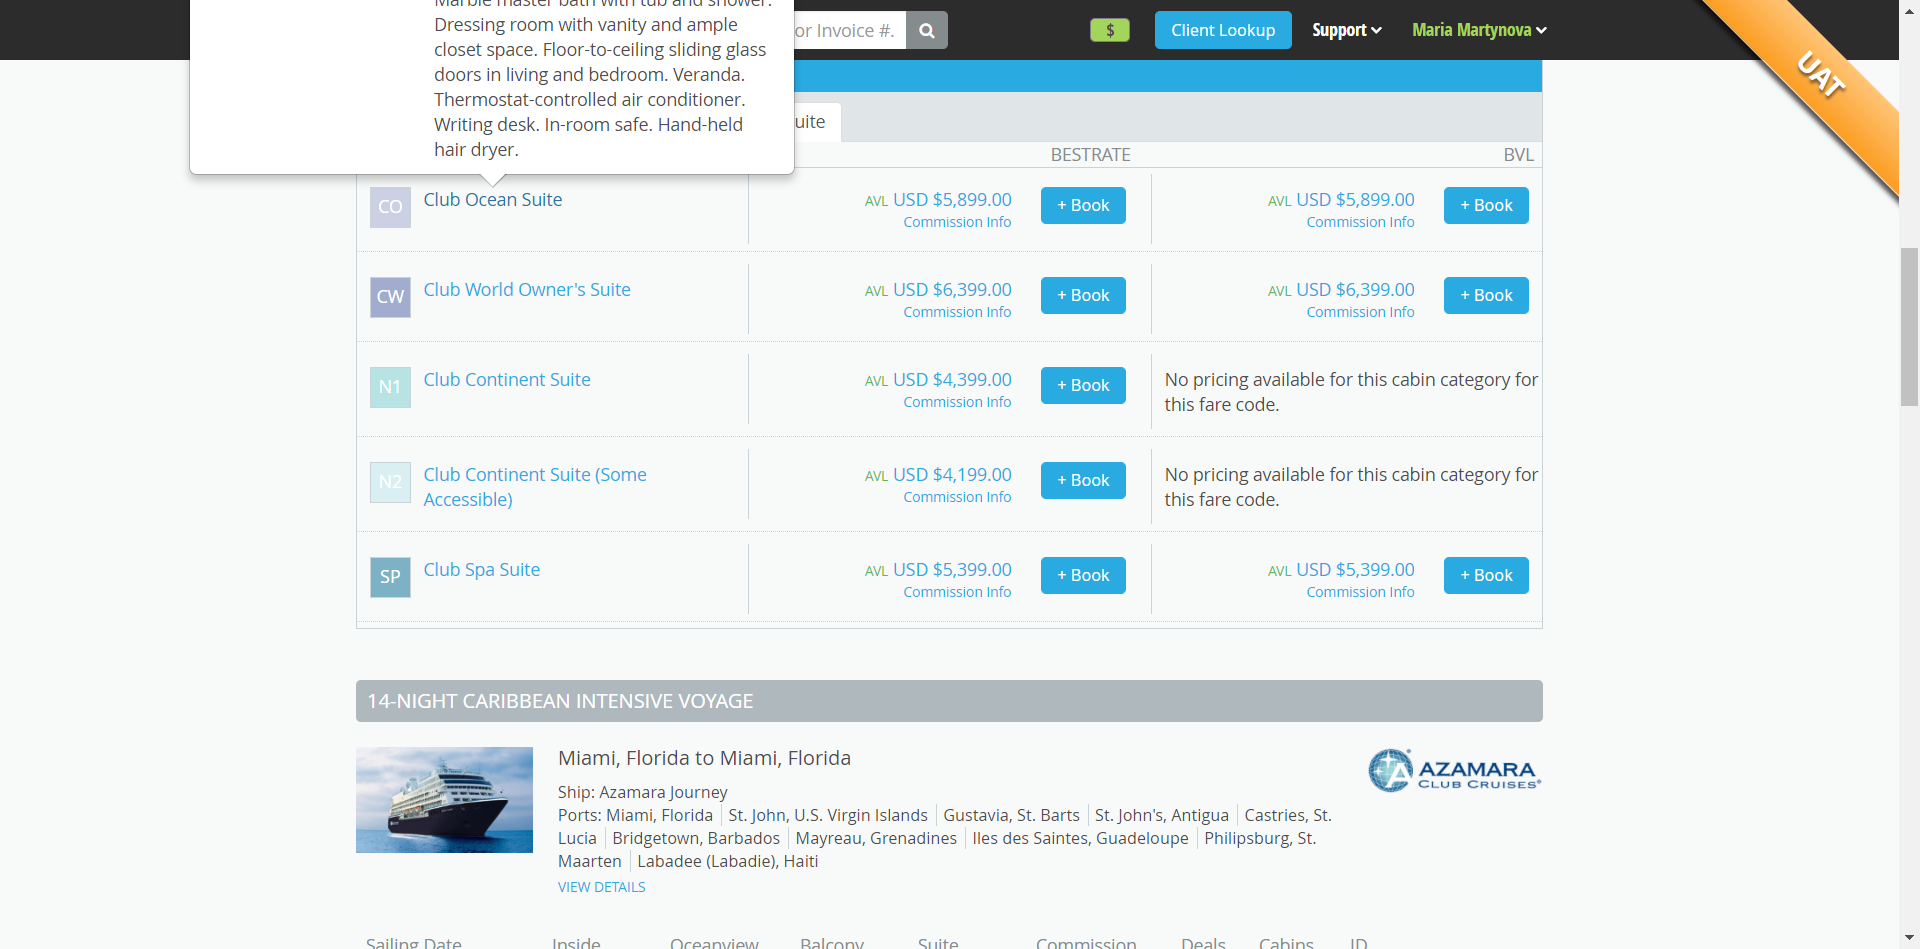 Marble master bath with tub and shower.
Dressing room with vanity and ample
closet space. Floor-to-ceiling sliding glass
doors in living and bedroom. Veranda.
Thermostat-controlled air conditioner.
Writing desk. In-room safe. Hand-held
hair dryer.
or Invoice #.
$
Client Lookup
Support
Maria Martynova
UAT
uite
BESTRATE
BVL
CO
Club Ocean Suite
AVL USD $5,899.00
Commission Info
+ Book
AVL USD $5,899.00
Commission Info
+ Book
CW
Club World Owner's Suite
AVL USD $6,399.00
Commission Info
+ Book
AVL USD $6,399.00
Commission Info
+ Book
N1
Club Continent Suite
AVL USD $4,399.00
Commission Info
+ Book
No pricing available for this cabin category for
this fare code.
N2
Club Continent Suite (Some
Accessible)
AVL USD $4,199.00
Commission Info
+ Book
No pricing available for this cabin category for
this fare code.
SP
Club Spa Suite
AVL USD $5,399.00
Commission Info
+ Book
AVL USD $5,399.00
Commission Info
+ Book
14-NIGHT CARIBBEAN INTENSIVE VOYAGE
Miami, Florida to Miami, Florida
AZAMARA
CLUB CRUISES®
Ship: Azamara Journey
Ports: Miami, Florida | St. John, U.S. Virgin Islands | Gustavia, St. Barts | St. John's, Antigua | Castries, St.
Lucia | Bridgetown, Barbados | Mayreau, Grenadines | Iles des Saintes, Guadeloupe | Philipsburg, St.
Maarten | Labadee (Labadie), Haiti
VIEW DETAILS
Sailing Date Inside Oceanview Balcony Suite Commission Deals Cabins ID